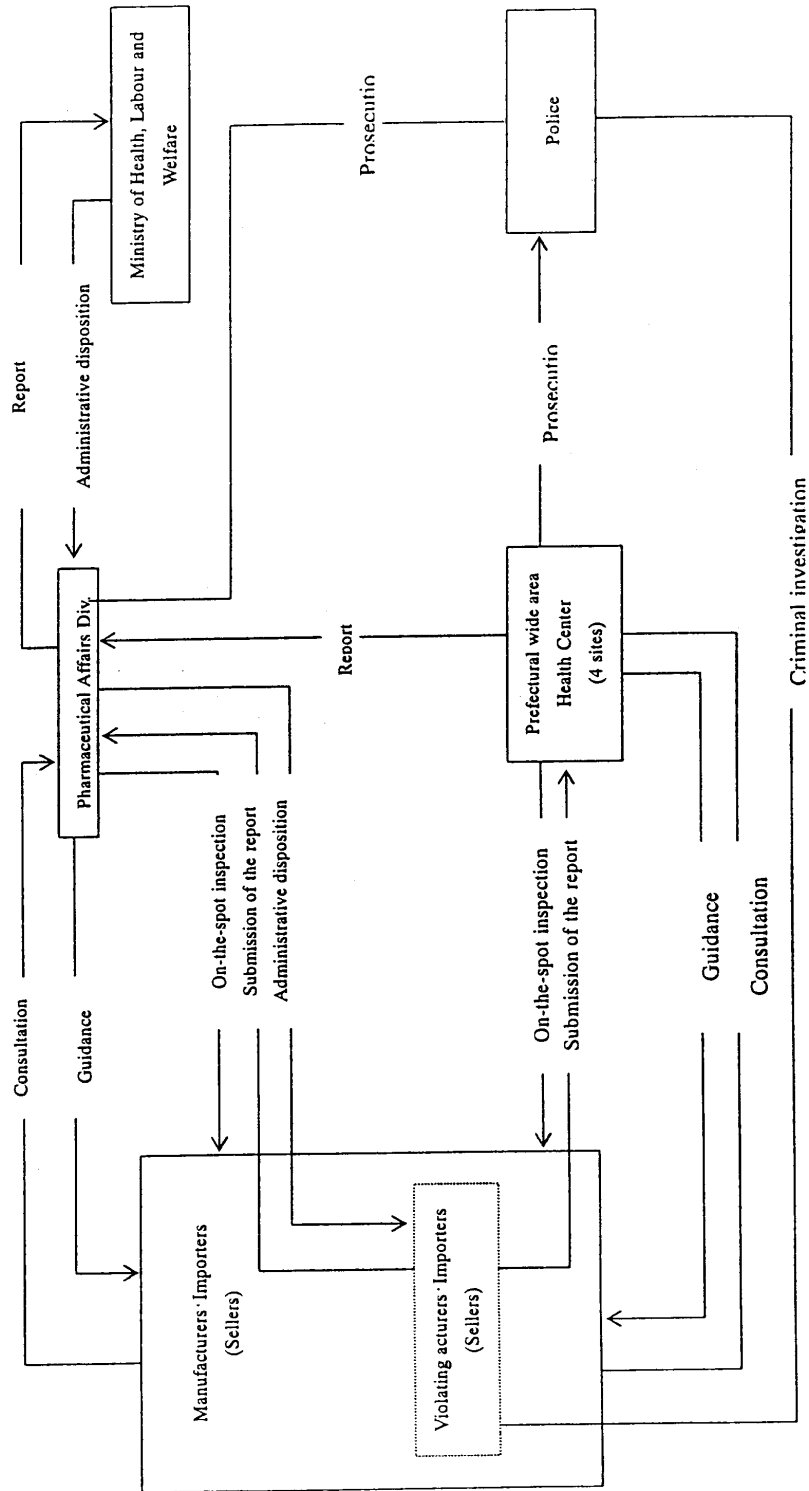 Report
Ministry of Health, Labour and
Welfare
Administrative disposition
Prosecutio
Police
Pharmaceutical Affairs Div.
Report
Prosecutio
Prefectural wide area
Health Center
(4 sites)
Criminal investigation
Consultation
Guidance
On-the-spot inspection
Submission of the report
Administrative disposition
On-the-spot inspection
Submission of the report
Guidance
Consultation
Manufacturers·Importers
(Sellers)
Violating acturers·Importers
(Sellers)